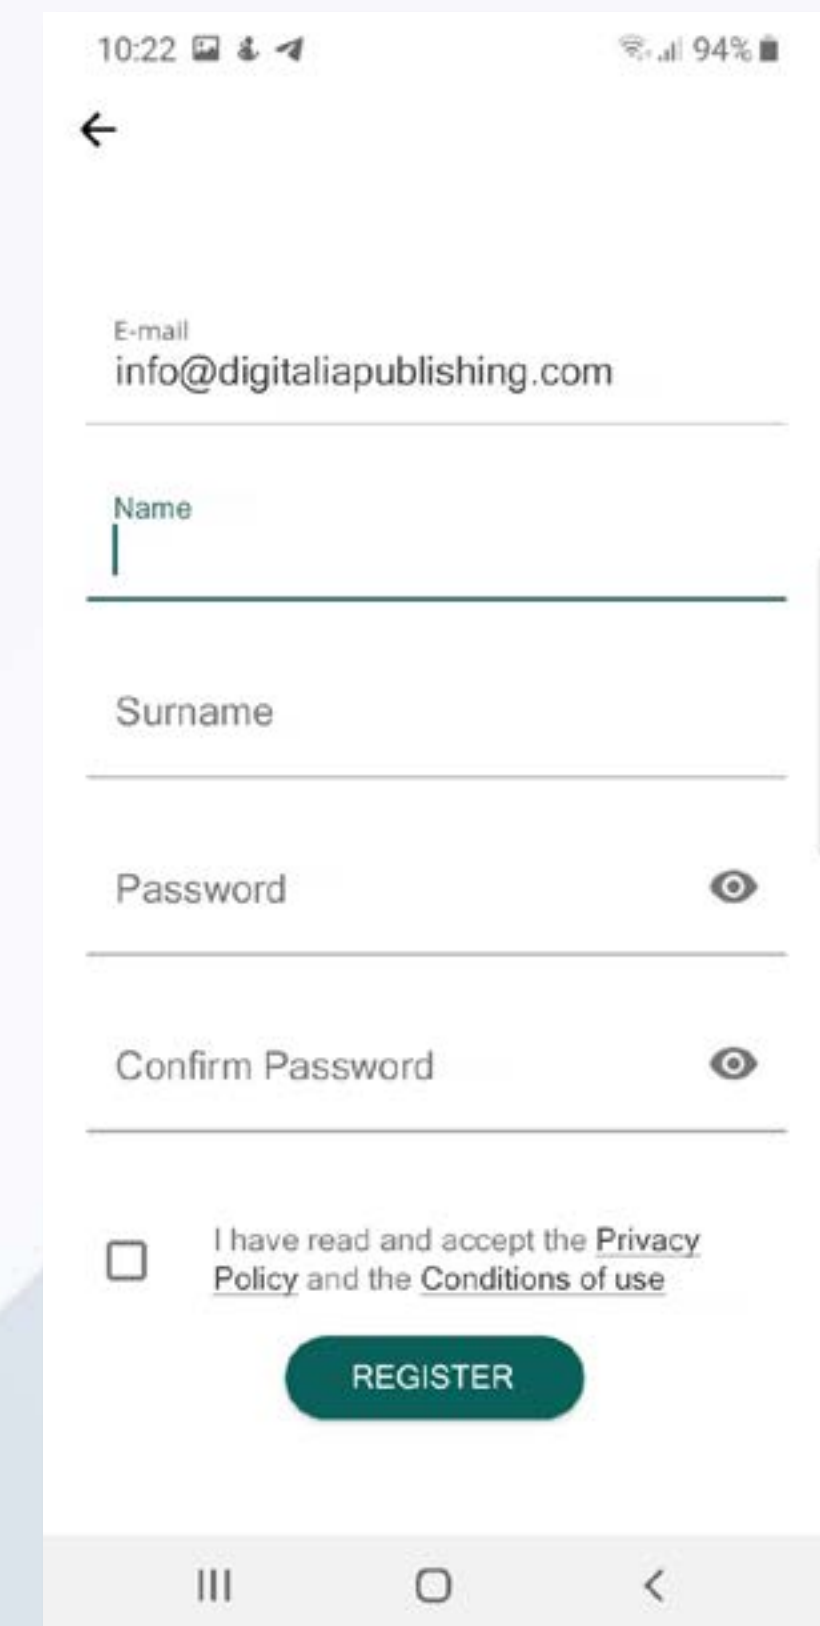 10:22 94%
E-mail
info@digitaliapublishing.com
Name
Surname
Password
Confirm Password
I have read and accept the Privacy
Policy and the Conditions of use
REGISTER